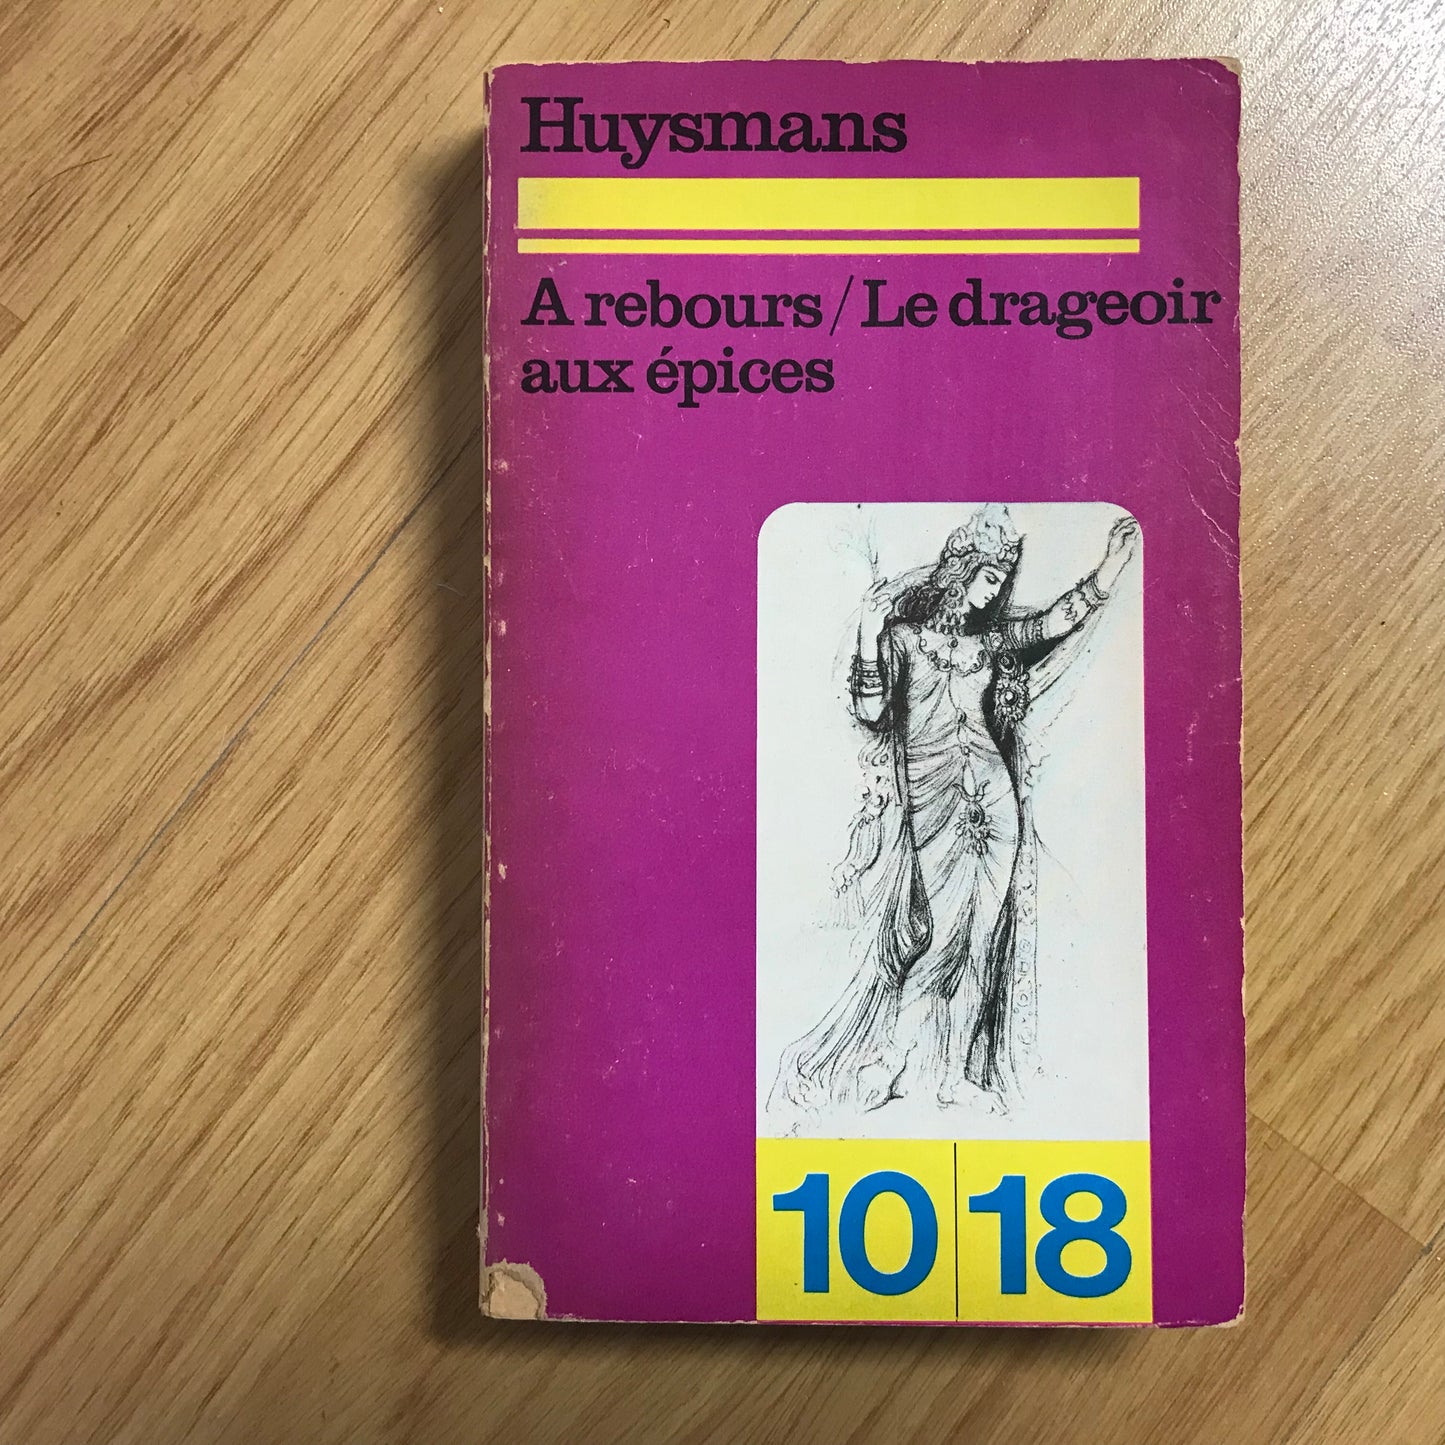 Huysmans
A rebours / Le drageoir
aux épices
10 18